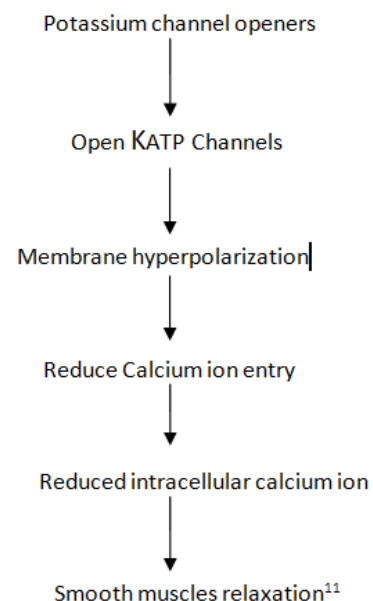 Potassium channel openers
Open KATP Channels
Membrane hyperpolarization
Reduce Calcium ion entry
Reduced intracellular calcium ion
Smooth muscles relaxation¹¹